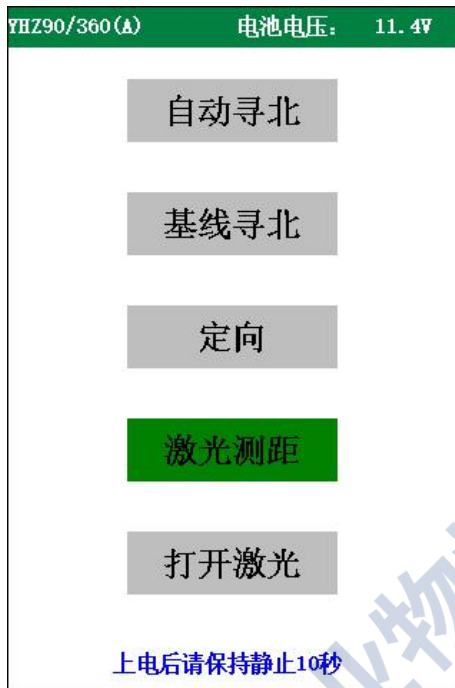 YHZ90/360(A) 电池电压： 11.4V
自动寻北
基线寻北
定向
激光测距
打开激光
上电后请保持静止10秒